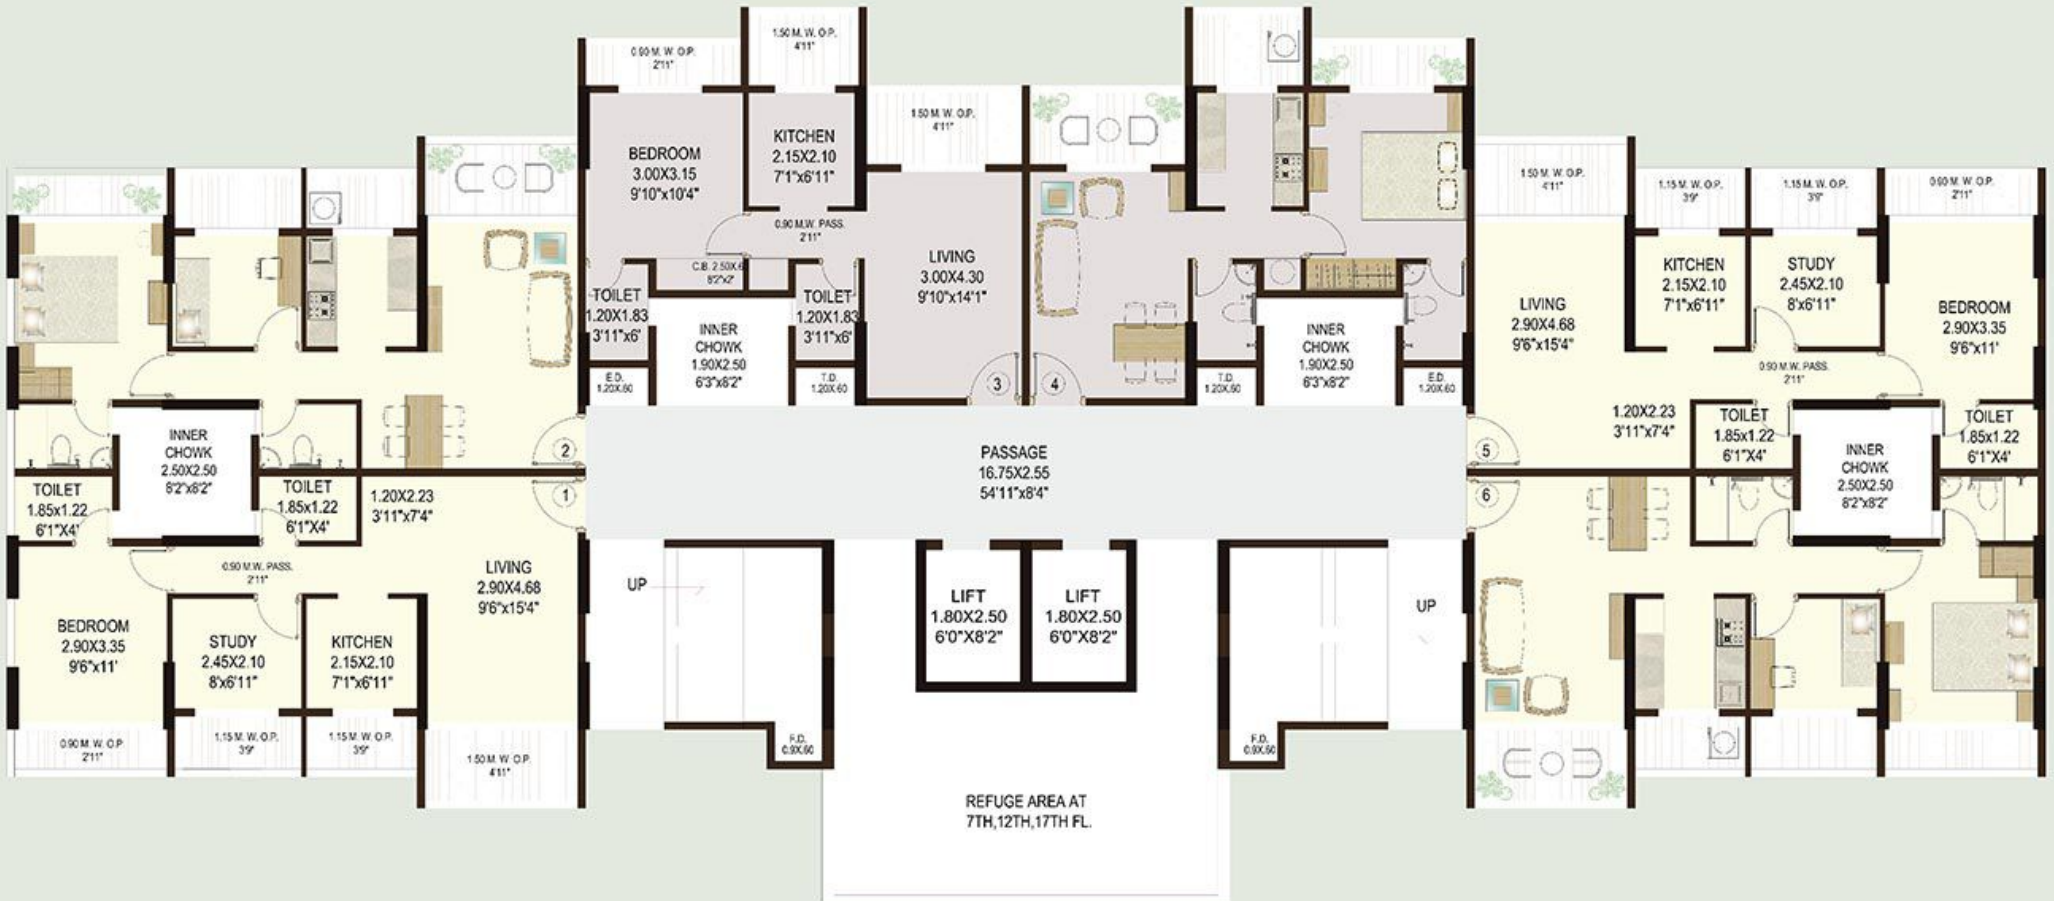 0.90 M. W. O.P.
2'11"
1.50 M. W. O.P.
4'11"
1.50 M. W. O.P.
4'11"
BEDROOM
3.00X3.15
9'10"x10'4"
KITCHEN
2.15X2.10
7'1"x6'11"
0.90 M.W. PASS.
2'11"
LIVING
3.00X4.30
9'10"x14'1"
8'2"x2'
TOILET
1.20X1.83
3'11"x6'
TOILET
1.20X1.83
3'11"x6'
INNER
CHOWK
1.90X2.50
6'3"x8'2"
E.D.
1.20X.60
T.D.
1.20X.60
3
4
INNER
CHOWK
1.90X2.50
6'3"x8'2"
T.D.
1.20X.60
E.D.
1.20X.60
1.50 M. W. O.P.
4'11"
1.15 M. W. O.P.
3'9"
1.15 M. W. O.P.
3'9"
0.90 M. W. O.P.
2'11"
LIVING
2.90X4.68
9'6"x15'4"
KITCHEN
2.15X2.10
7'1"x6'11"
STUDY
2.45X2.10
8'x6'11"
BEDROOM
2.90X3.35
9'6"x11'
0.90 M.W. PASS.
2'11"
1.20X2.23
3'11"x7'4"
TOILET
1.85x1.22
6'1"X4'
TOILET
1.85x1.22
6'1"X4'
INNER
CHOWK
2.50X2.50
8'2"x8'2"
5
6
INNER
CHOWK
2.50X2.50
8'2"x8'2"
2
1
PASSAGE
16.75X2.55
54'11"x8'4"
TOILET
1.85x1.22
6'1"X4'
TOILET
1.85x1.22
6'1"X4'
1.20X2.23
3'11"x7'4"
0.90 M.W. PASS.
2'11"
LIVING
2.90X4.68
9'6"x15'4"
BEDROOM
2.90X3.35
9'6"x11'
STUDY
2.45X2.10
8'x6'11"
KITCHEN
2.15X2.10
7'1"x6'11"
0.90 M. W. O.P
2'11"
1.15 M. W. O.P.
3'9"
1.15 M. W. O.P.
3'9"
1.50 M. W. O.P.
4'11"
UP
LIFT
1.80X2.50
6'0"X8'2"
LIFT
1.80X2.50
6'0"X8'2"
UP
F.D.
0.9X.60
F.D.
0.9X.60
REFUGE AREA AT
7TH,12TH,17TH FL.